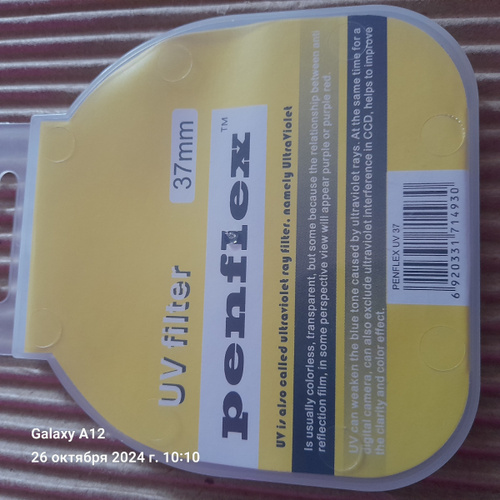 UV filter 37mm
penflex™
UV is also called ultraviolet ray filter, namely UltraViolet
Is usually colorless, transparent, but some because the relationship between anti
reflection film, in some perspective view will appear purple or purple red.
UV can weaken the blue tone caused by ultraviolet rays. At the same time for a
digital camera, can also exclude ultraviolet interference in CCD, helps to improve
the clarity and color effect.
PENFLEX UV 37
6 920331 714930
Galaxy A12
26 октября 2024 г. 10:10